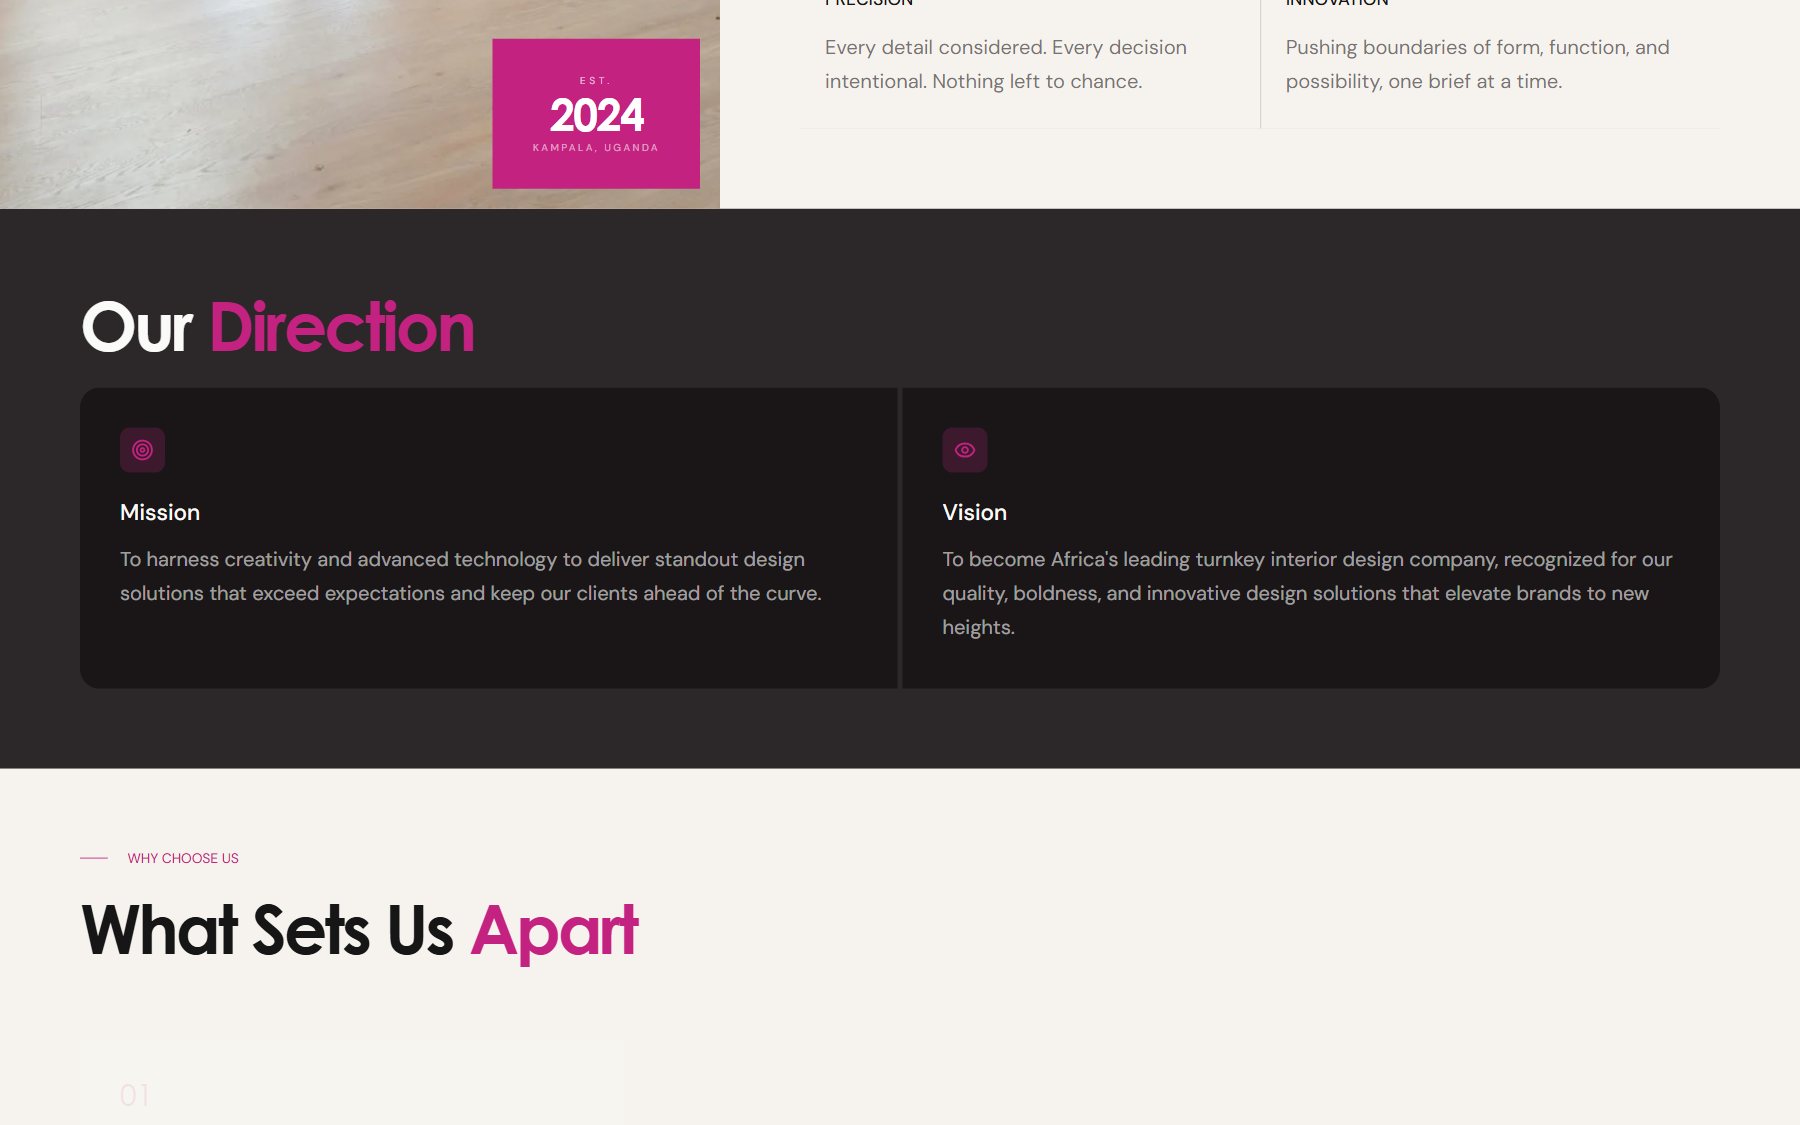 PRECISION
INNOVATION
Every detail considered. Every decision
intentional. Nothing left to chance.
Pushing boundaries of form, function, and
possibility, one brief at a time.
EST.
2024
KAMPALA, UGANDA
Our Direction
Mission
To harness creativity and advanced technology to deliver standout design
solutions that exceed expectations and keep our clients ahead of the curve.
Vision
To become Africa's leading turnkey interior design company, recognized for our
quality, boldness, and innovative design solutions that elevate brands to new
heights.
WHY CHOOSE US
What Sets Us Apart
01